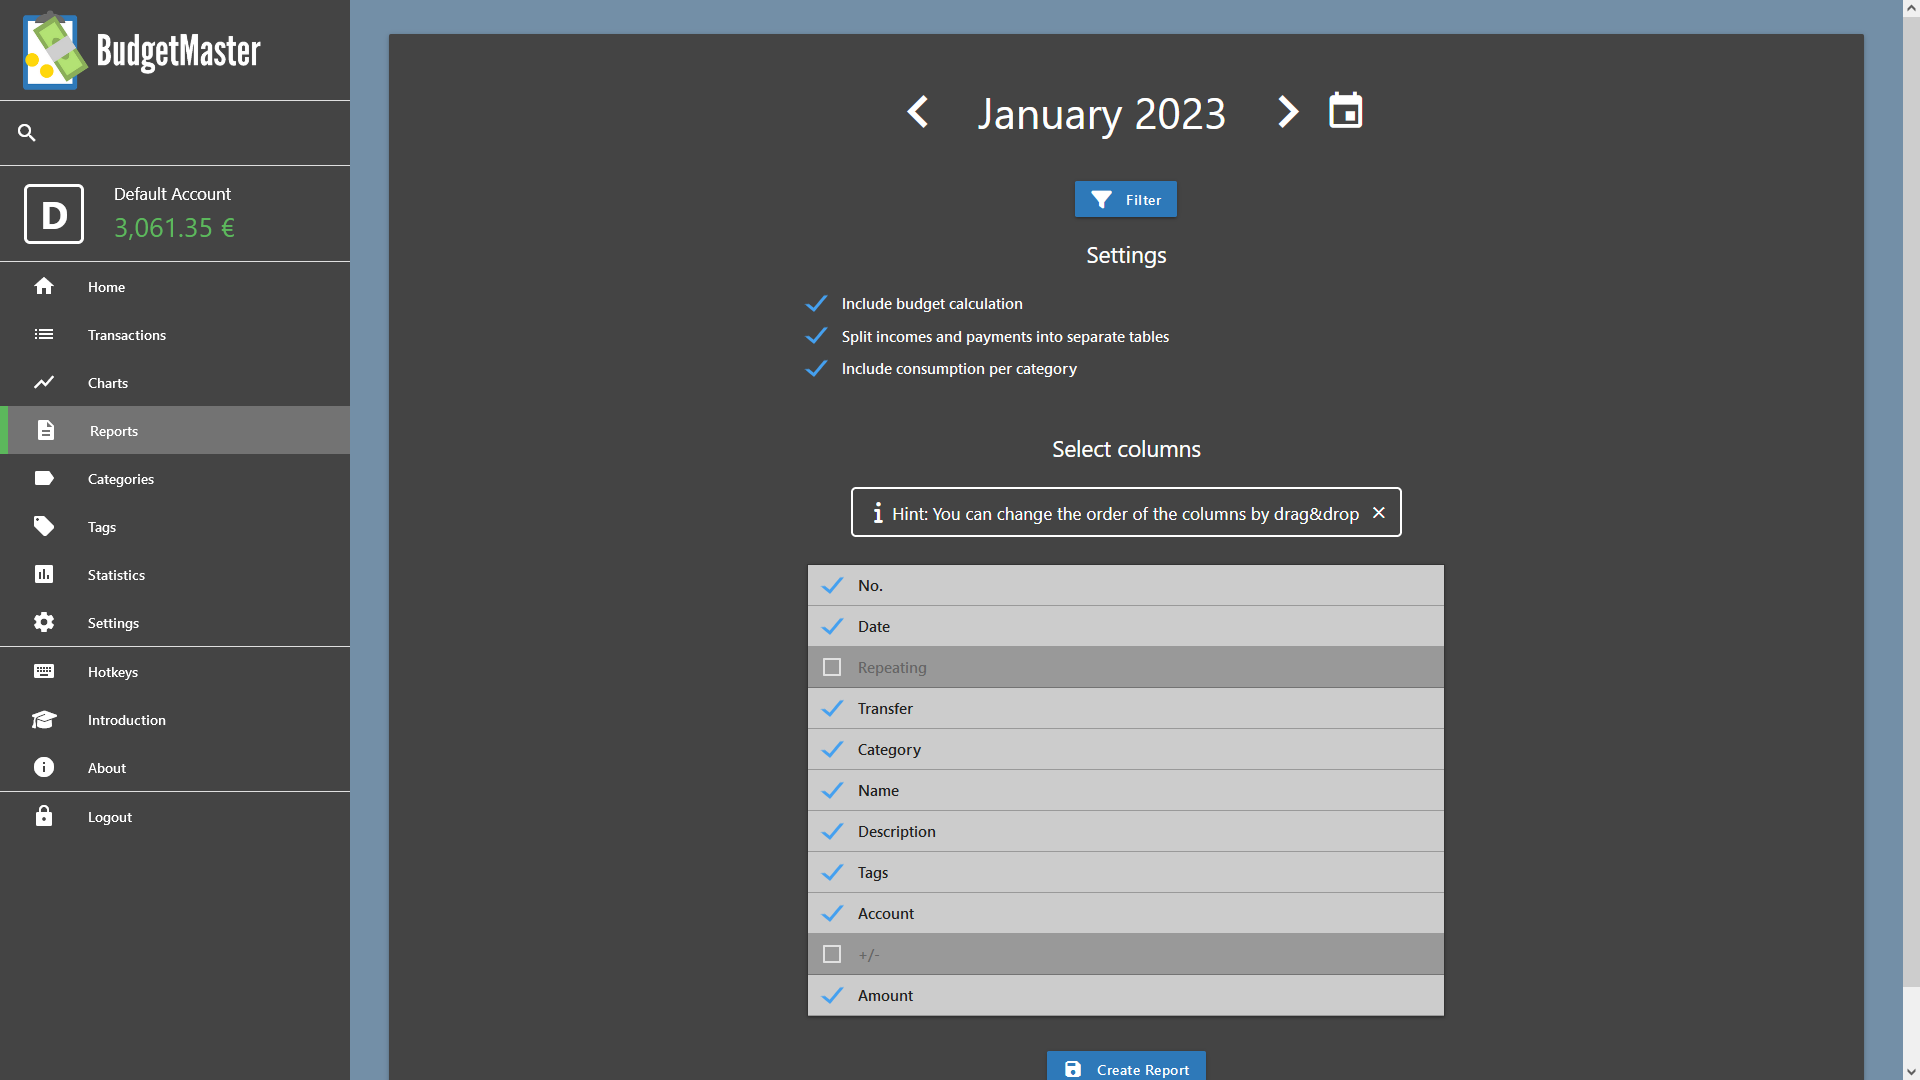 BudgetMaster
D
Default Account
3,061.35 €
Home
Transactions
Charts
Reports
Categories
Tags
Statistics
Settings
Hotkeys
Introduction
About
Logout
January 2023
Filter
Settings
Include budget calculation
Split incomes and payments into separate tables
Include consumption per category
Select columns
Hint: You can change the order of the columns by drag&drop
No.
Date
Repeating
Transfer
Category
Name
Description
Tags
Account
+/-
Amount
Create Report